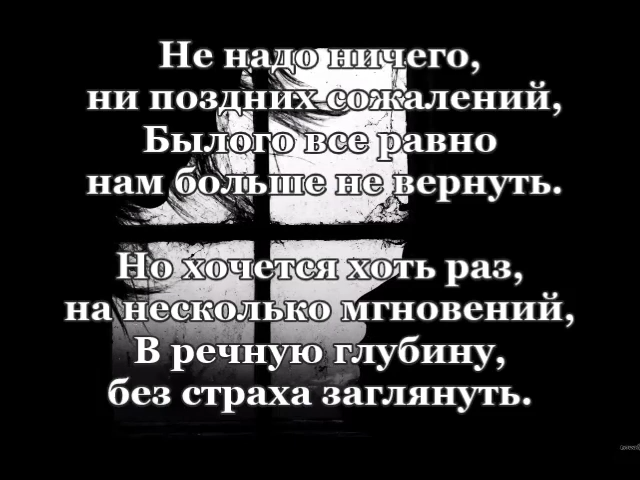 Не надо ничего,
ни поздних сожалений,
Былого все равно
нам больше не вернуть.
Но хочется хоть раз,
на несколько мгновений,
В речную глубину,
без страха заглянуть.